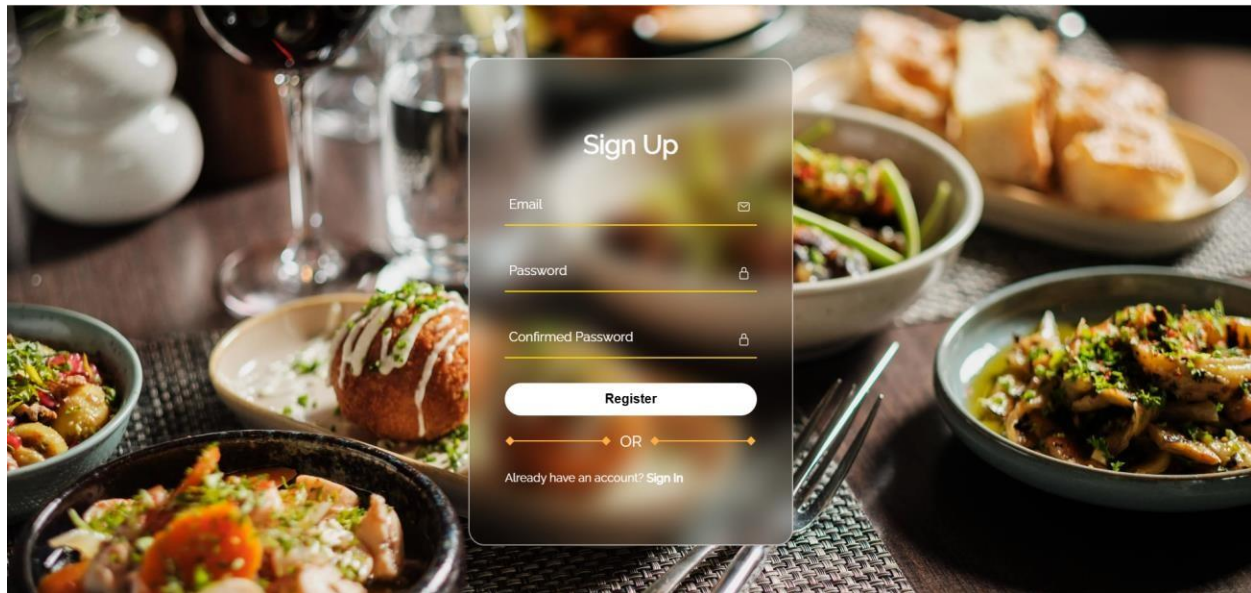 Sign Up
Email
Password
Confirmed Password
Register
OR
Already have an account? Sign In